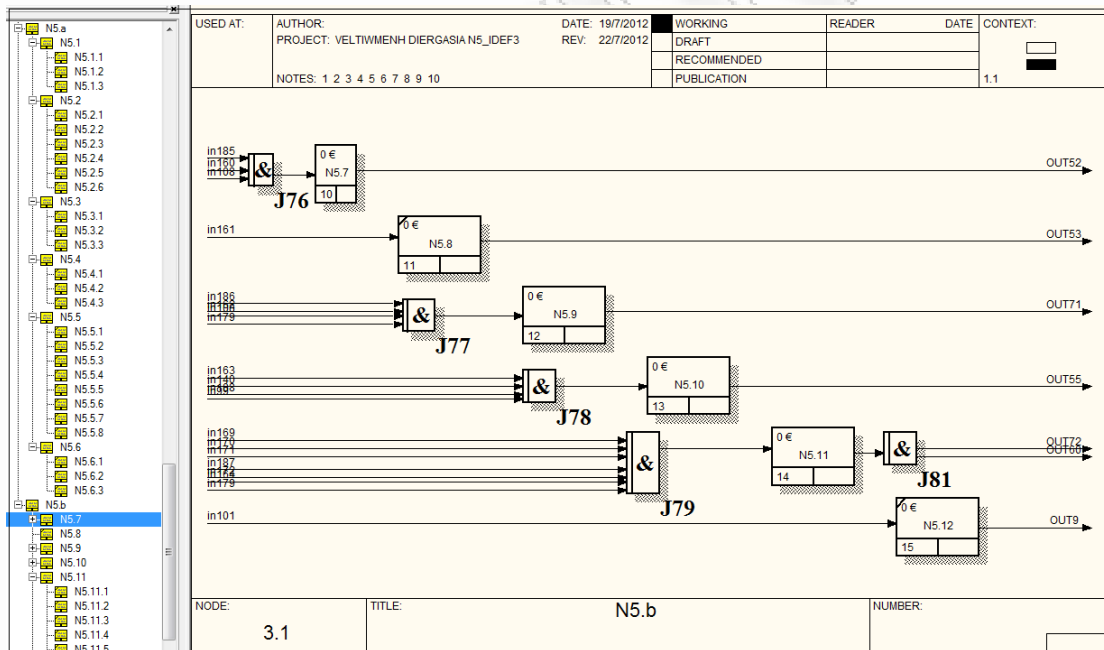 N5.a
N5.1
N5.1.1
N5.1.2
N5.1.3
N5.2
N5.2.1
N5.2.2
N5.2.3
N5.2.4
N5.2.5
N5.2.6
N5.3
N5.3.1
N5.3.2
N5.3.3
N5.4
N5.4.1
N5.4.2
N5.4.3
N5.5
N5.5.1
N5.5.2
N5.5.3
N5.5.4
N5.5.5
N5.5.6
N5.5.7
N5.5.8
N5.6
N5.6.1
N5.6.2
N5.6.3
N5.b
N5.7
N5.8
N5.9
N5.10
N5.11
N5.11.1
N5.11.2
N5.11.3
N5.11.4
N5.11.5
USED AT:
AUTHOR:
PROJECT: VELTIWMENH DIERGASIA N5_IDEF3
NOTES: 1 2 3 4 5 6 7 8 9 10
DATE: 19/7/2012
REV: 22/7/2012
WORKING
DRAFT
RECOMMENDED
PUBLICATION
READER
DATE
CONTEXT:
1.1
in185
in160
in108
&
J76
0 €
N5.7
10
OUT52
in161
0 €
N5.8
11
OUT53
in186
in179
&
J77
0 €
N5.9
12
OUT71
in163
in140
&
J78
0 €
N5.10
13
OUT55
in169
in170
in171
in187
in179
&
J79
0 €
N5.11
14
&
J81
OUT72
OUT60
in101
0 €
N5.12
15
OUT9
NODE:
3.1
TITLE:
N5.b
NUMBER: